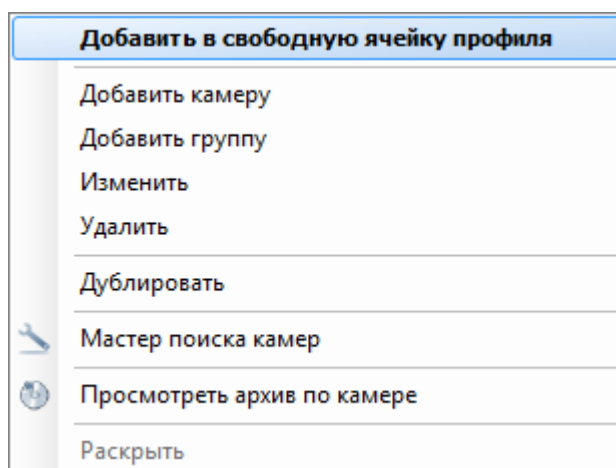 Добавить в свободную ячейку профиля
Добавить камеру
Добавить группу
Изменить
Удалить
Дублировать
Мастер поиска камер
Просмотреть архив по камере
Раскрыть